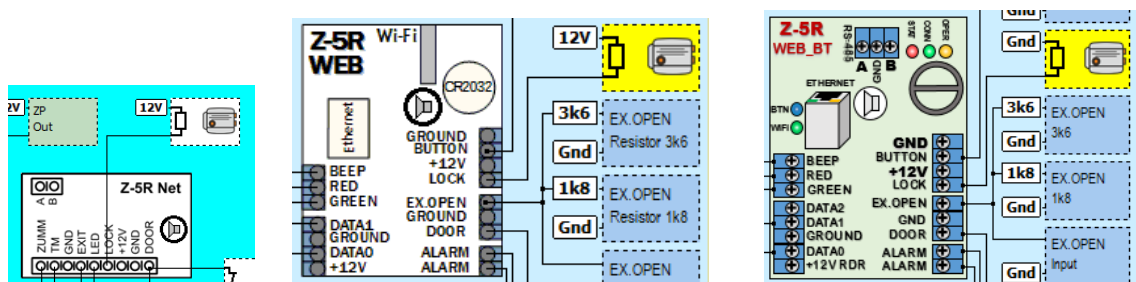 2V
ZP
Out
12V
A
B
Z-5R Net
ZUMM
TM
GND
EXIT
LED
LOCK
+12V
GND
DOOR
Z-5R
WEB
Wi-Fi
CR2032
Ethernet
GROUND
BUTTON
+12V
LOCK
BEEP
RED
GREEN
EX.OPEN
GROUND
DOOR
DATA1
GROUND
DATA0
+12V
ALARM
ALARM
12V
3k6
EX.OPEN
Resistor 3k6
Gnd
1k8
EX.OPEN
Resistor 1k8
Gnd
EX.OPEN
Z-5R
WEB_BT
RS-485
A
GND
B
STAT
CONN
OPER
ETHERNET
BTN
WIFI
GND
BUTTON
+12V
LOCK
BEEP
RED
GREEN
EX.OPEN
GND
DOOR
DATA2
DATA1
GROUND
DATA0
+12V RDR
ALARM
ALARM
Gnd
Gnd
3k6
EX.OPEN
3k6
Gnd
1k8
EX.OPEN
1k8
Gnd
EX.OPEN
Input
Gnd